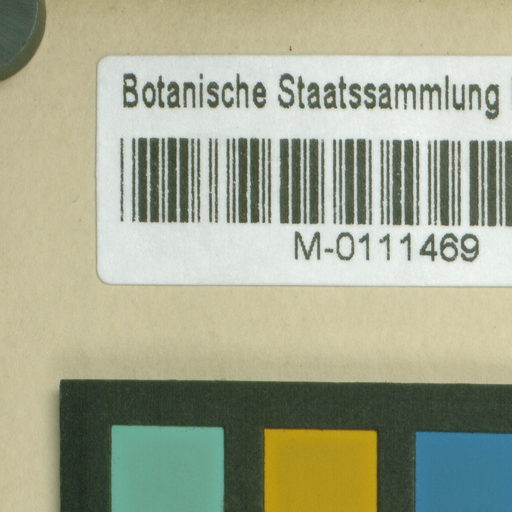 Botanische Staatssammlung
M-0111469